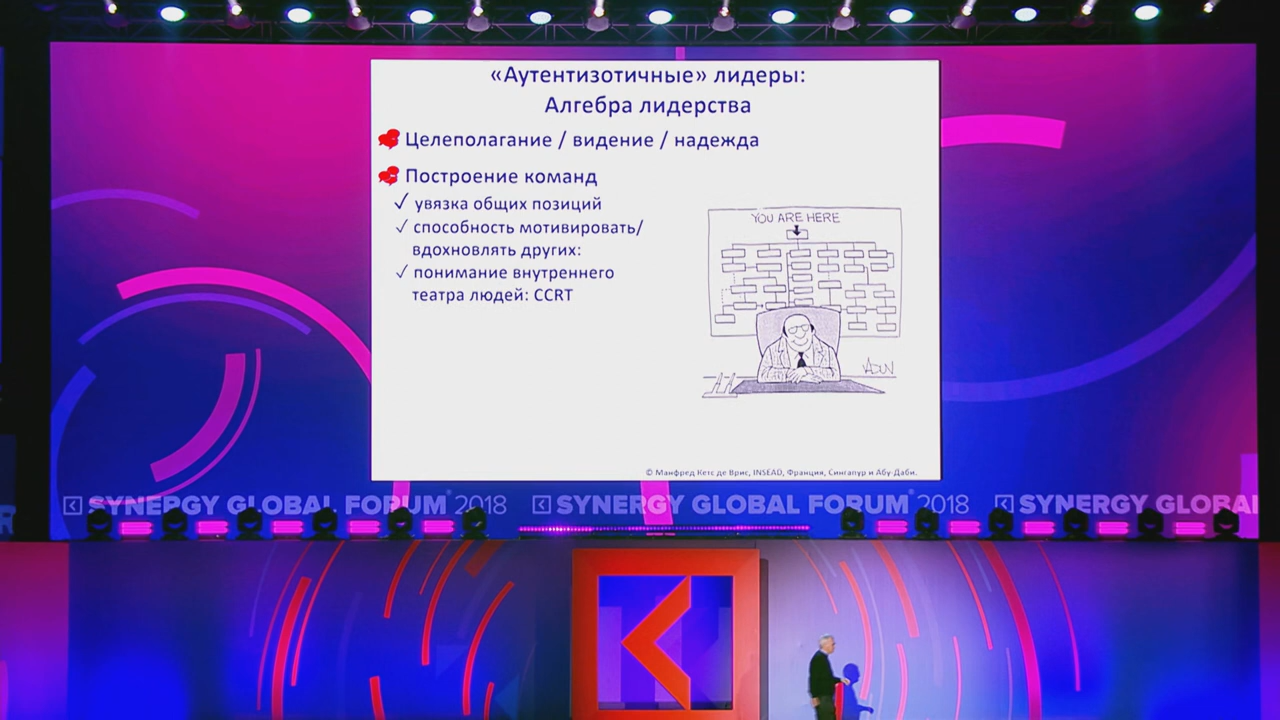 «Аутентизотичные» лидеры:
Алгебра лидерства
Целеполагание / видение / надежда
Построение команд
✓ увязка общих позиций
✓ способность мотивировать/
вдохновлять других:
✓ понимание внутреннего
театра людей: CCRT
YOU ARE HERE
© Манфред Кетс де Врис, INSEAD, Франция, Сингапур и Абу-Даби.
SYNERGY GLOBAL FORUM 2018 SYNERGY GLOBAL FORUM 2018 SYNERGY GLOBAL